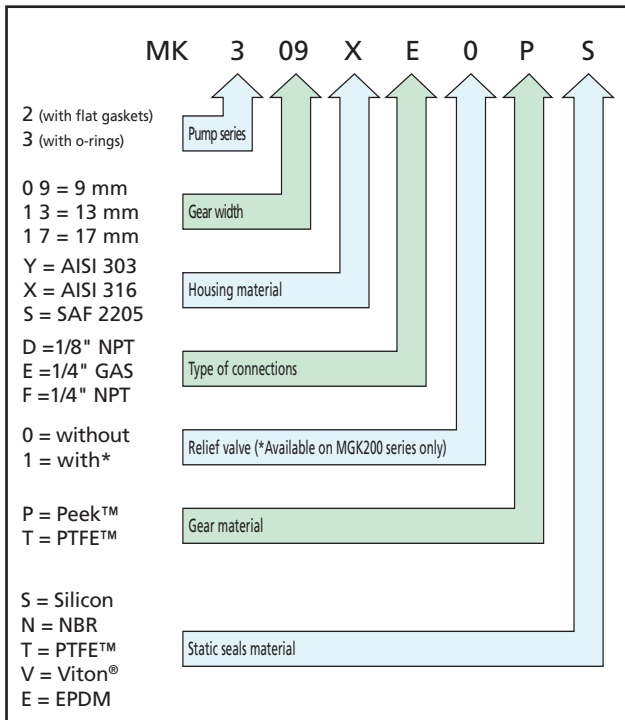 MK 3 09 X E 0 P S
2 (with flat gaskets)
3 (with o-rings)
Pump series
0 9 = 9 mm
1 3 = 13 mm
1 7 = 17 mm
Gear width
Y = AISI 303
X = AISI 316
S = SAF 2205
Housing material
D =1/8" NPT
E =1/4" GAS
F =1/4" NPT
Type of connections
0 = without
1 = with*
Relief valve (*Available on MGK200 series only)
P = Peek™
T = PTFE™
Gear material
S = Silicon
N = NBR
T = PTFE™
V = Viton®
E = EPDM
Static seals material